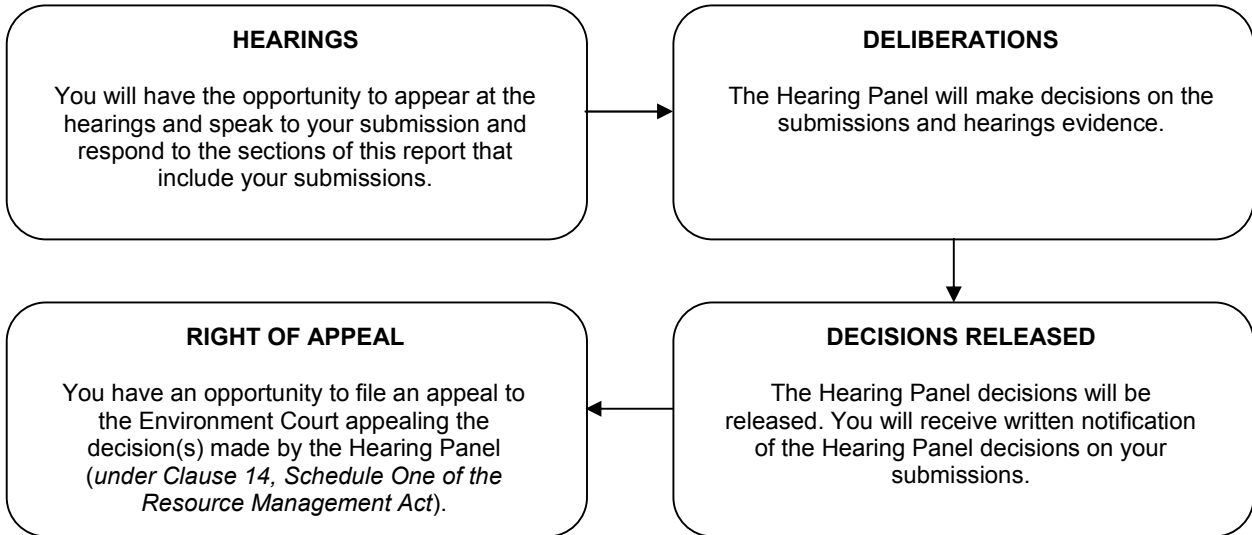 HEARINGS
You will have the opportunity to appear at the
hearings and speak to your submission and
respond to the sections of this report that
include your submissions.
DELIBERATIONS
The Hearing Panel will make decisions on the
submissions and hearings evidence.
DECISIONS RELEASED
The Hearing Panel decisions will be
released. You will receive written notification
of the Hearing Panel decisions on your
submissions.
RIGHT OF APPEAL
You have an opportunity to file an appeal to
the Environment Court appealing the
decision(s) made by the Hearing Panel
(under Clause 14, Schedule One of the
Resource Management Act).